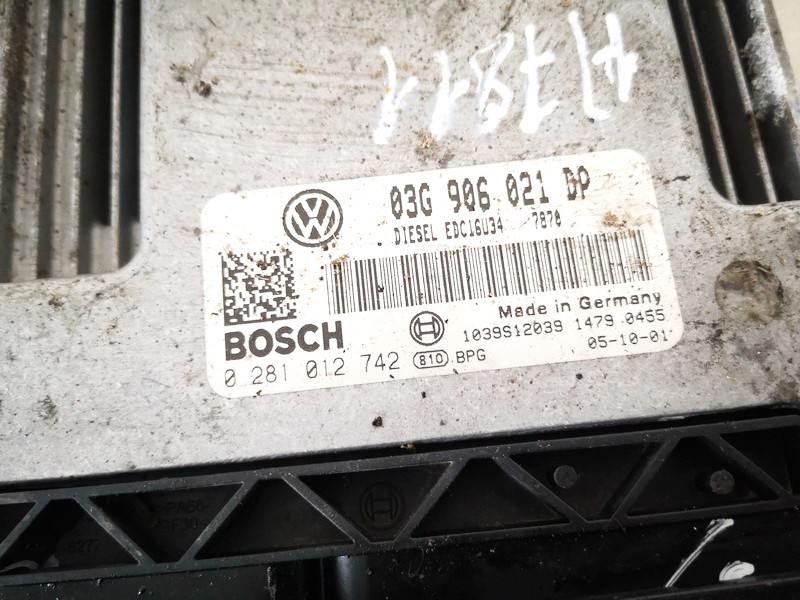 03G 906 021 DP
DIESEL EDC16U34 7870
Made in Germany
BOSCH
1039S12039 1479 0455
0 281 012 742 810 .BPG
05-10-01